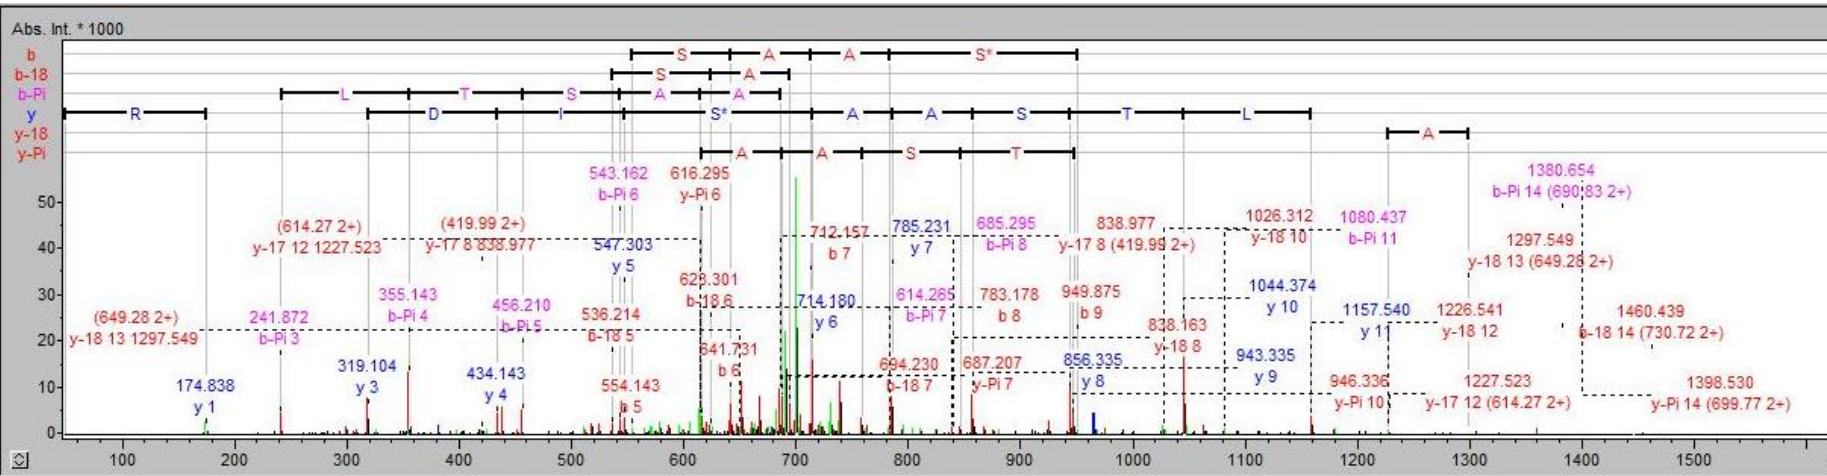 Abs. Int. * 1000
b S A A S*
b-18 S A
b-Pi L T S A A
y R D I S* A A S T L
y-18 A
y-Pi A A S T
543.162
b-Pi 6
616.295
y-Pi 6
1380.654
b-Pi 14 (690.83 2+)
50
(614.27 2+)
y-17 12 1227.523
(419.99 2+)
y-17 8 838.977
712.157
b 7
785.231
y 7
685.295
b-Pi 8
838.977
y-17 8 (419.99 2+)
1026.312
y-18 10
1080.437
b-Pi 11
40
547.303
y 5
1297.549
y-18 13 (649.28 2+)
30
355.143
b-Pi 4
623.301
b-18 6
714.180
y 6
614.265
b-Pi 7
783.178
b 8
949.875
b 9
1044.374
y 10
(649.28 2+)
y-18 13 1297.549
241.872
b-Pi 3
456.210
b-Pi 5
536.214
b-18 5
1157.540
y 11
1226.541
y-18 12
1460.439
b-18 14 (730.72 2+)
20
838.163
y-18 8
641.731
b 6
319.104
y 3
434.143
y 4
694.230
b-18 7
687.207
y-Pi 7
856.335
y 8
943.335
y 9
10
174.838
y 1
554.143
b 5
946.336
y-Pi 10
1227.523
y-17 12 (614.27 2+)
1398.530
y-Pi 14 (699.77 2+)
0
100 200 300 400 500 600 700 800 900 1000 1100 1200 1300 1400 1500